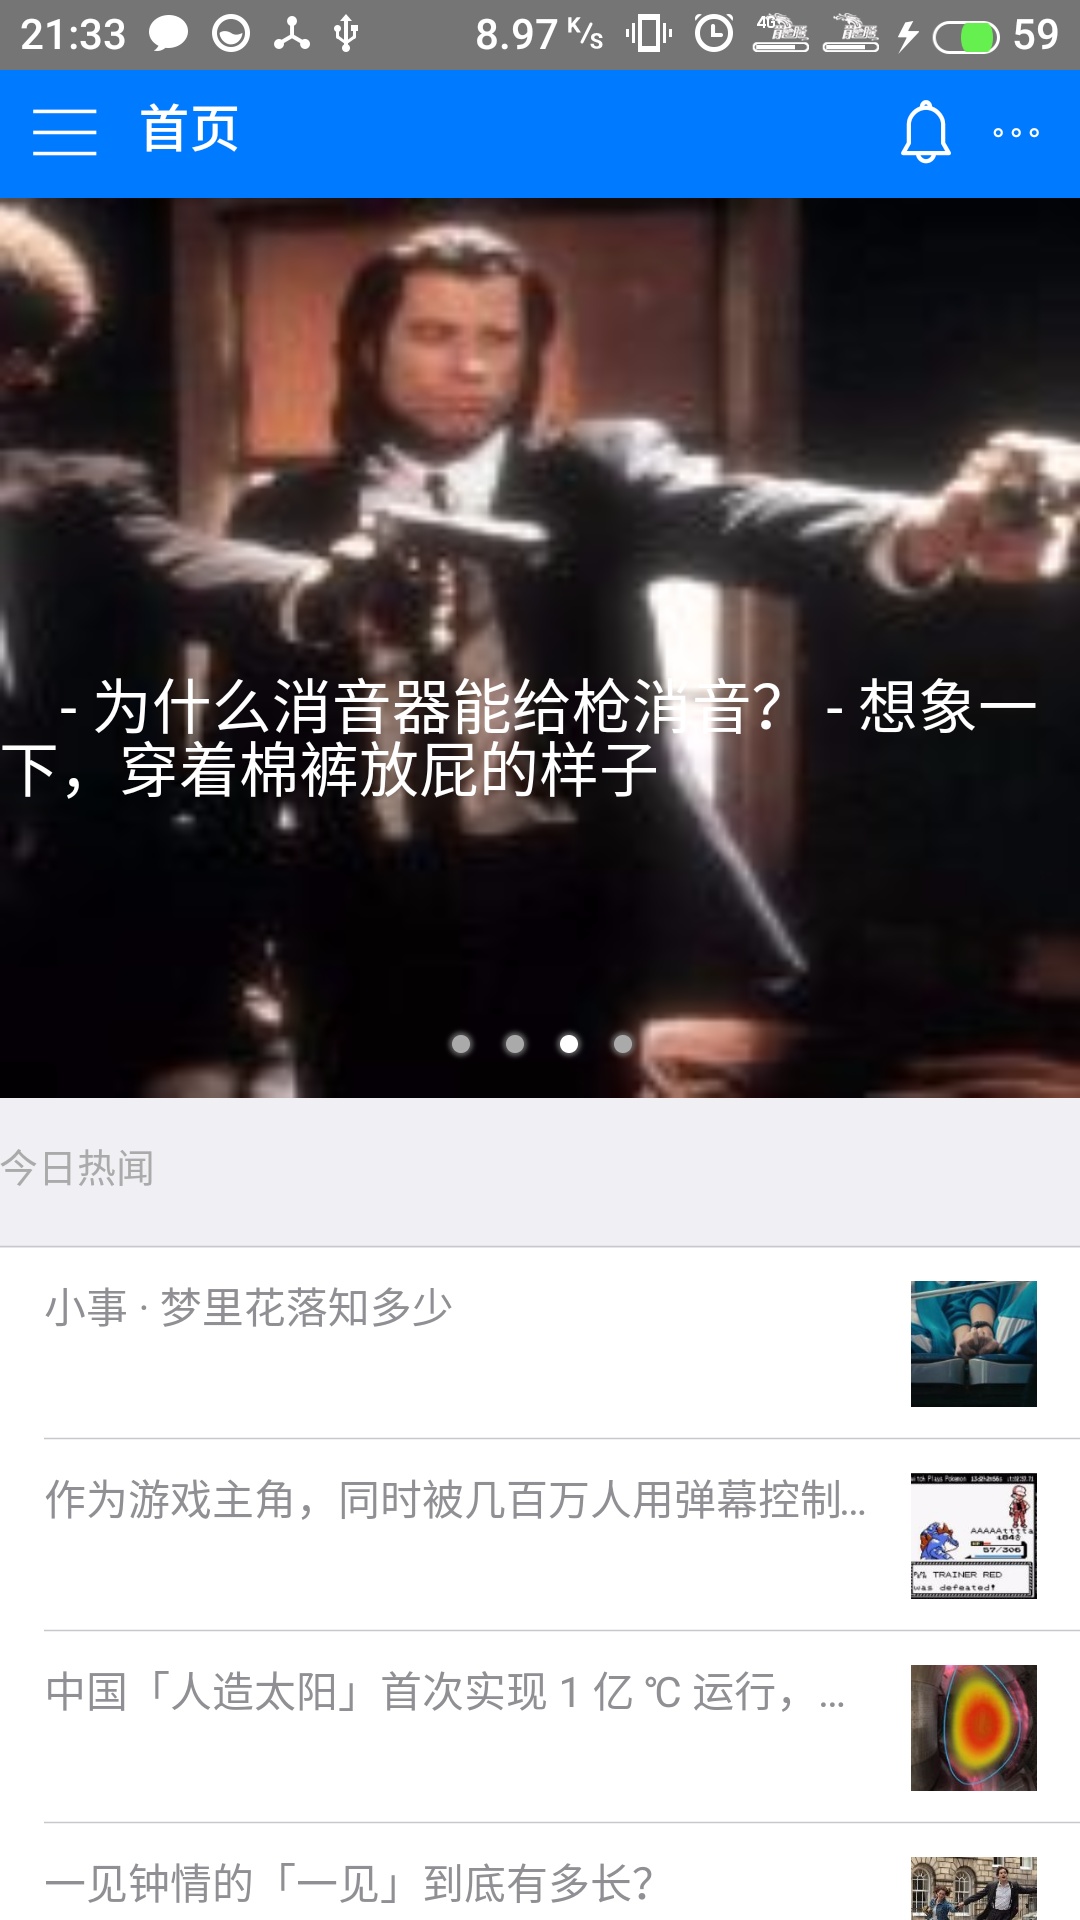 21:33 8.97 K/s 4G 59
首页
- 为什么消音器能给枪消音？ - 想象一
下，穿着棉裤放屁的样子
今日热闻
小事 · 梦里花落知多少
作为游戏主角，同时被几百万人用弹幕控制...
57/306
TRAINER RED
was defeated!
中国「人造太阳」首次实现 1 亿 ℃ 运行，...
一见钟情的「一见」到底有多长？